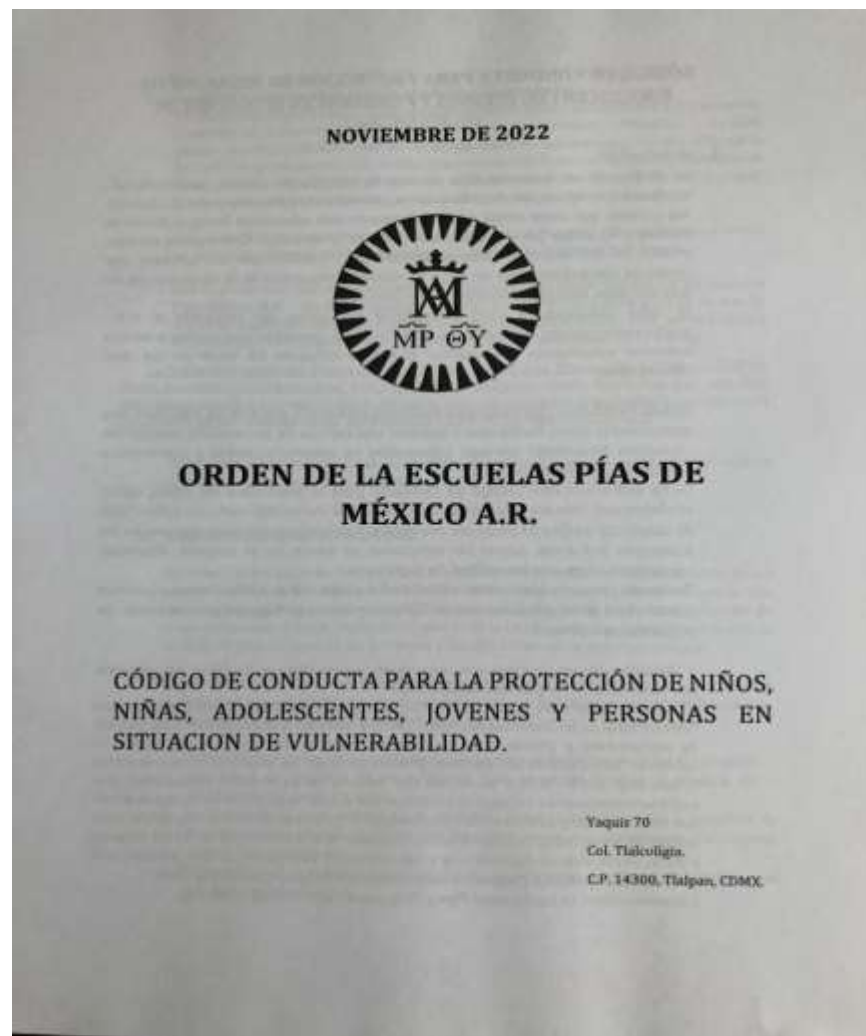 NOVIEMBRE DE 2022
MP ΘY
ORDEN DE LA ESCUELAS PÍAS DE
MÉXICO A.R.
CÓDIGO DE CONDUCTA PARA LA PROTECCIÓN DE NIÑOS,
NIÑAS, ADOLESCENTES, JOVENES Y PERSONAS EN
SITUACION DE VULNERABILIDAD.
Yaquis 70
Col. Tlalcoligia.
C.P. 14300, Tlalpan, CDMX.